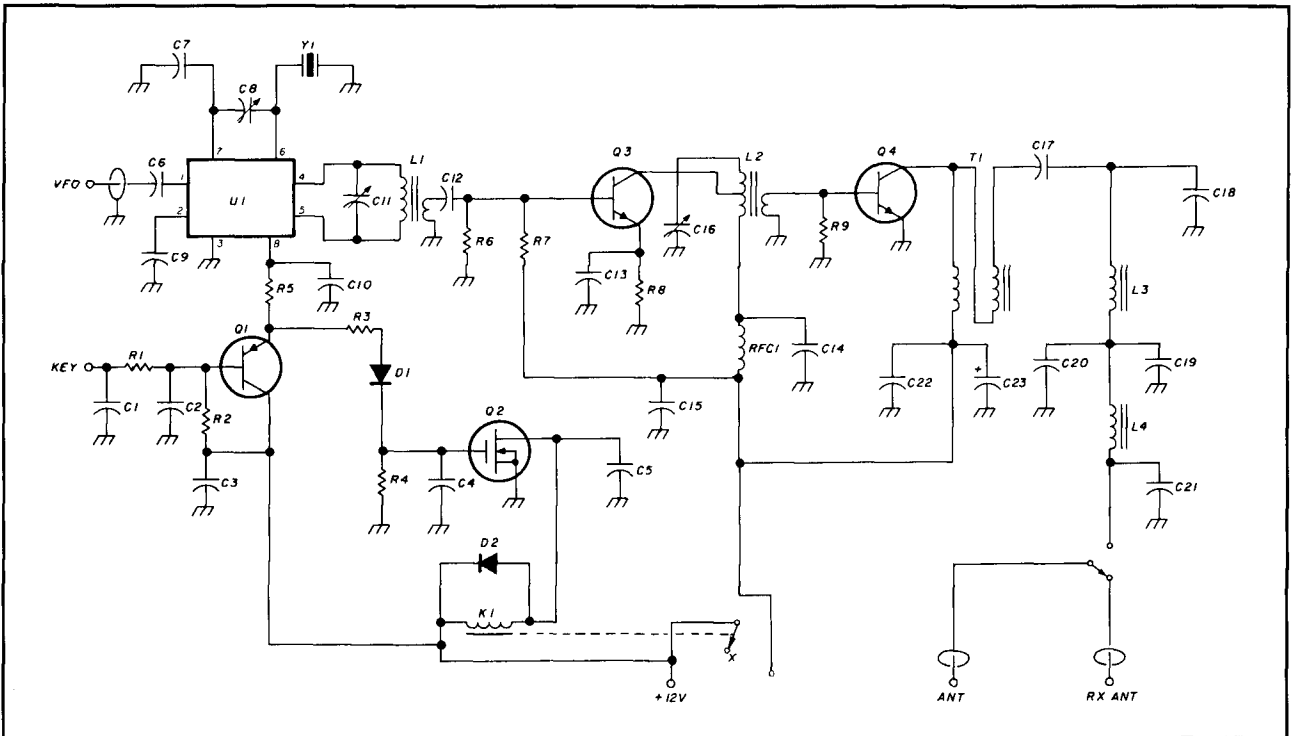 C7
Y1
C8
7
6
VFO
C6
1
2
U1
4
5
3
8
C9
C11
L1
C12
R6
R7
Q3
C13
R8
L2
C16
RFC1
C14
C15
R9
Q4
T1
C17
C18
L3
C20
C19
L4
C21
C22
+
C23
R5
C10
Q1
R3
KEY
R1
C1
C2
R2
C3
D1
R4
C4
Q2
C5
D2
K1
X
+12V
ANT
RX ANT